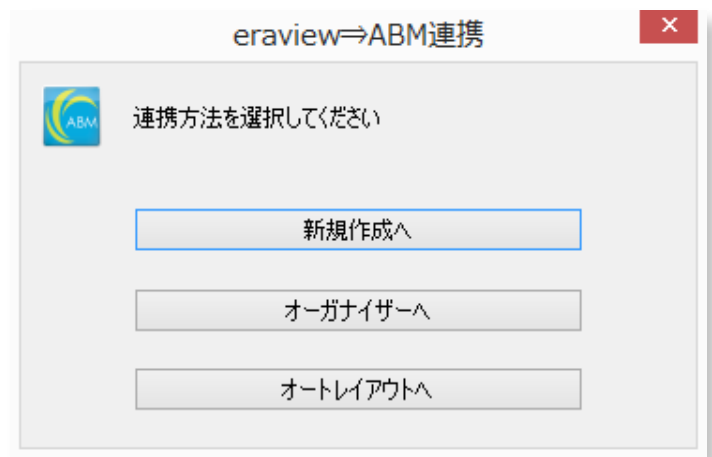 eraview⇒ABM連携
ABM
連携方法を選択してください
新規作成へ
オーガナイザーへ
オートレイアウトへ